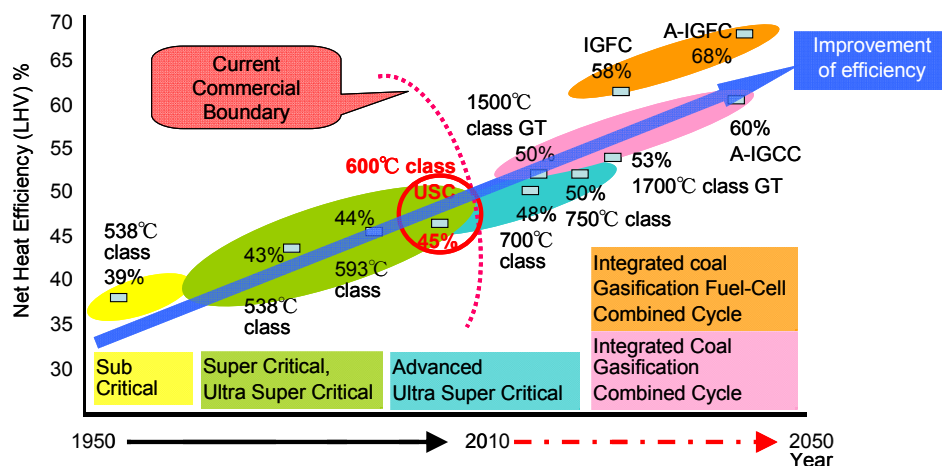 Net Heat Efficiency (LHV) %
70
65
60
55
50
45
40
35
30
Current
Commercial
Boundary
Improvement
of efficiency
IGFC
58%
A-IGFC
68%
1500℃
class GT
50%
60%
A-IGCC
53%
1700℃ class GT
600℃ class
USC
45%
48%
700℃
class
50%
750℃ class
44%
593℃
class
43%
538℃
class
538℃
class
39%
Sub
Critical
Super Critical,
Ultra Super Critical
Advanced
Ultra Super Critical
Integrated coal
Gasification Fuel-Cell
Combined Cycle
Integrated Coal
Gasification
Combined Cycle
1950
2010
2050
Year